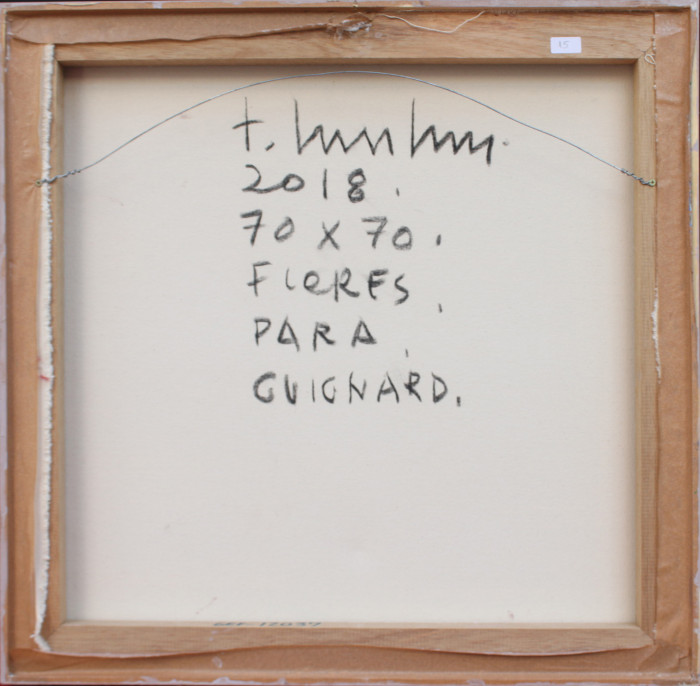 15
2018.
70 X 70.
FLORES,
PARA,
GUIGNARD.